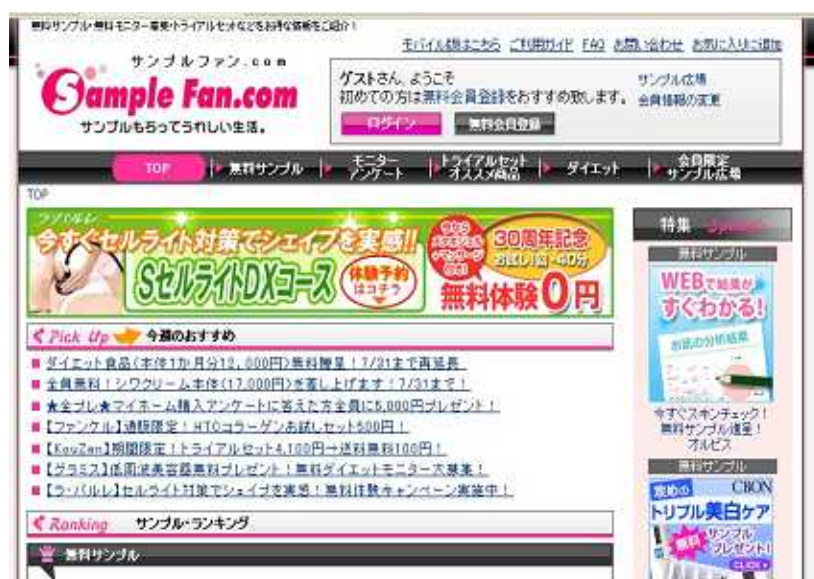 無料サンプル・無料モニター募集・トライアルセットなどをお得な情報をご紹介！
モバイル版はこちら ご利用ガイド FAQ お問い合わせ お気に入りに追加
サンプルファン.com
Sample Fan.com
サンプルもらってうれしい生活。
ゲストさん、ようこそ
初めての方は無料会員登録をおすすめ致します。
ログイン 無料会員登録
サンプル広場
会員情報の変更
TOP 無料サンプル モニターアンケート トライアルセットオススメ商品 ダイエット 会員限定サンプル広場
TOP
ラ・パルレ
今すぐセルライト対策でシェイプを実感!!
SセルライトDXコース
体験予約はコチラ
30周年記念
お試し1回・40分
無料体験0円
Pick Up 今週のおすすめ
ダイエット食品(本体1か月分12,000円)無料贈呈！7/31まで再延長
全員無料！シワクリーム本体(17,000円)を差し上げます！7/31まで！
★全プレ★マイホーム購入アンケートに答えた方全員に5,000円プレゼント！
【ファンケル】通販限定！HTCコラーゲンお試しセット500円！
【KouZen】期間限定！トライアルセット4,100円→送料無料100円！
【グラミス】低周波美容器無料プレゼント！無料ダイエットモニター大募集！
【ラ・パルレ】セルライト対策でシェイプを実感！無料体験キャンペーン実施中！
Ranking サンプル・ランキング
無料サンプル
特集
無料サンプル
WEBで結果が
すぐわかる!
お肌の分析結果
今すぐスキンチェック！
無料サンプル進呈！
オルビス
無料サンプル
攻めの CBON
トリプル美白ケア
無料 サンプル
プレゼント!
CLICK